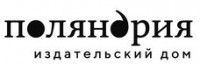 поляндрия
издательский дом